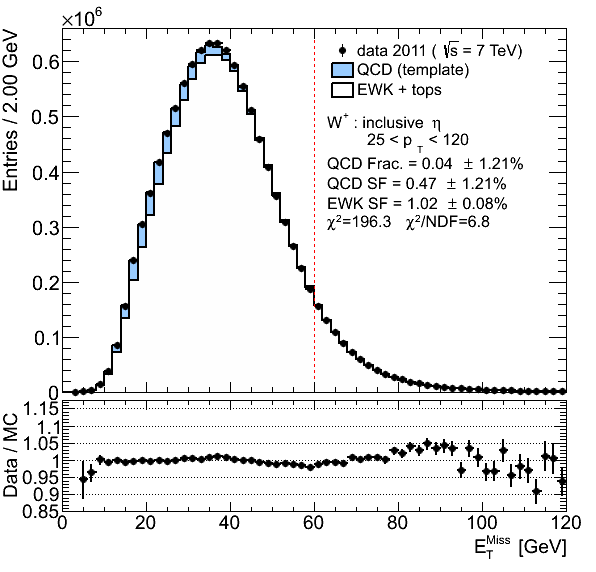 ×10⁶
Entries / 2.00 GeV
0.6
0.5
0.4
0.3
0.2
0.1
0
data 2011 ( √s = 7 TeV)
QCD (template)
EWK + tops
W⁺ : inclusive η
25 < p_T < 120
QCD Frac. = 0.04 ± 1.21%
QCD SF = 0.47 ± 1.21%
EWK SF = 1.02 ± 0.08%
χ²=196.3 χ²/NDF=6.8
Data / MC
1.15
1.1
1.05
1
0.95
0.9
0.85
0 20 40 60 80 100 120
E_T^Miss [GeV]